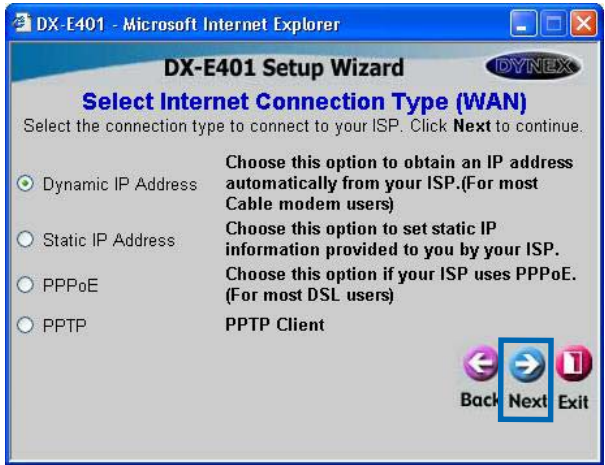 DX-E401 - Microsoft Internet Explorer
DX-E401 Setup Wizard
DYNEX
Select Internet Connection Type (WAN)
Select the connection type to connect to your ISP. Click Next to continue.
Dynamic IP Address
Choose this option to obtain an IP address
automatically from your ISP.(For most
Cable modem users)
Static IP Address
Choose this option to set static IP
information provided to you by your ISP.
PPPoE
Choose this option if your ISP uses PPPoE.
(For most DSL users)
PPTP
PPTP Client
Back Next Exit